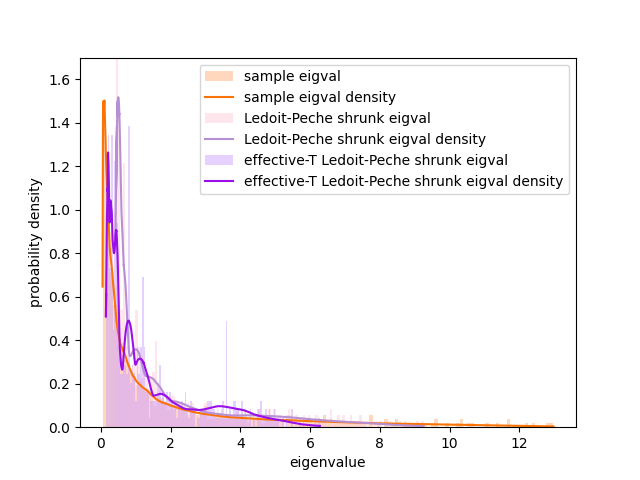 1.6
1.4
1.2
1.0
0.8
0.6
0.4
0.2
0.0
probability density
sample eigval
sample eigval density
Ledoit-Peche shrunk eigval
Ledoit-Peche shrunk eigval density
effective-T Ledoit-Peche shrunk eigval
effective-T Ledoit-Peche shrunk eigval density
0 2 4 6 8 10 12
eigenvalue